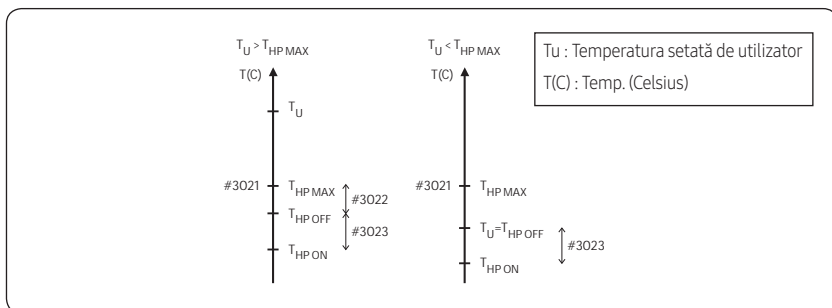 T_U > T_HP MAX
T(C)
T_U
#3021
T_HP MAX
#3022
T_HP OFF
#3023
T_HP ON
T_U < T_HP MAX
T(C)
#3021
T_HP MAX
T_U=T_HP OFF
#3023
T_HP ON
Tu : Temperatura setată de utilizator
T(C) : Temp. (Celsius)